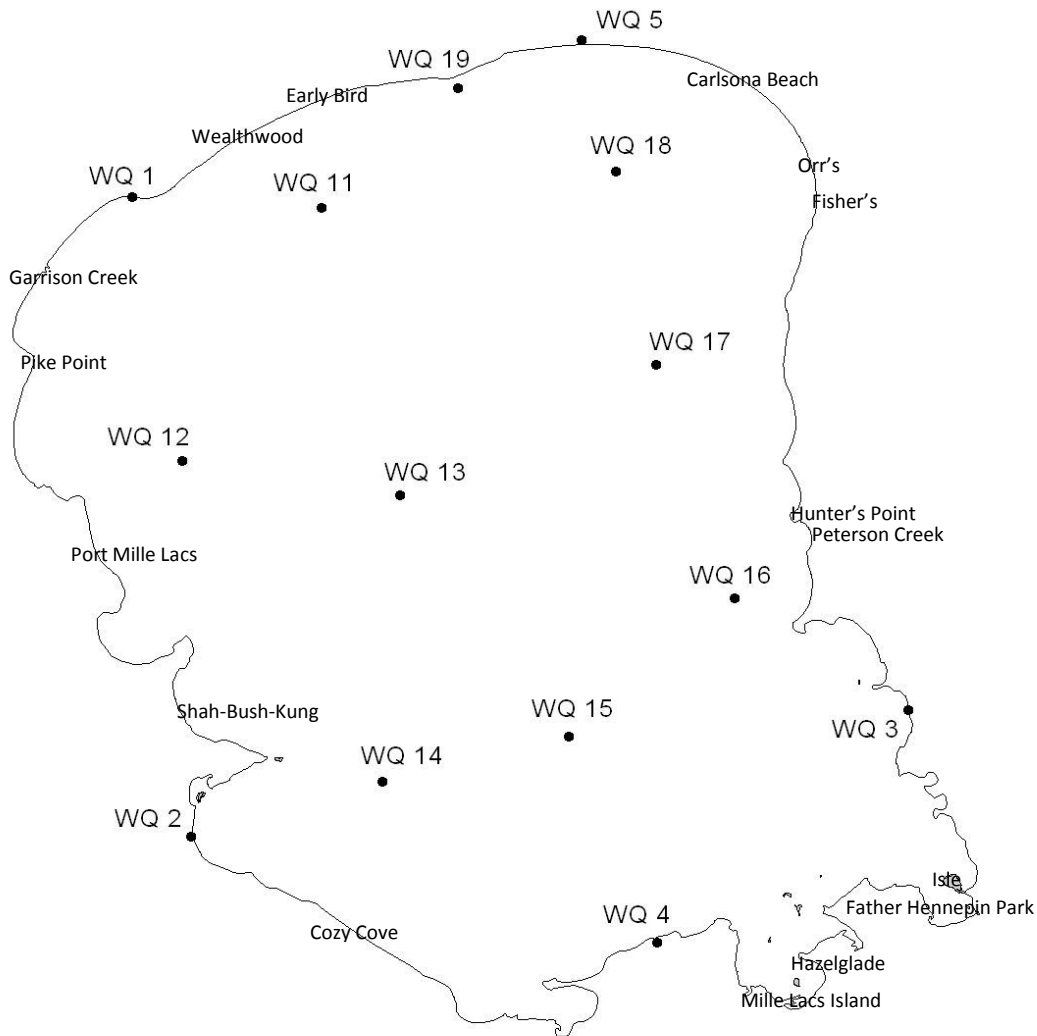 WQ 5
WQ 19
Carlsona Beach
Early Bird
Wealthwood
WQ 18
Orr’s
WQ 1
WQ 11
Fisher’s
Garrison Creek
WQ 17
Pike Point
WQ 12
WQ 13
Hunter’s Point
Peterson Creek
Port Mille Lacs
WQ 16
Shah-Bush-Kung
WQ 15
WQ 3
WQ 14
WQ 2
Isle
Father Hennepin Park
WQ 4
Cozy Cove
Hazelglade
Mille Lacs Island